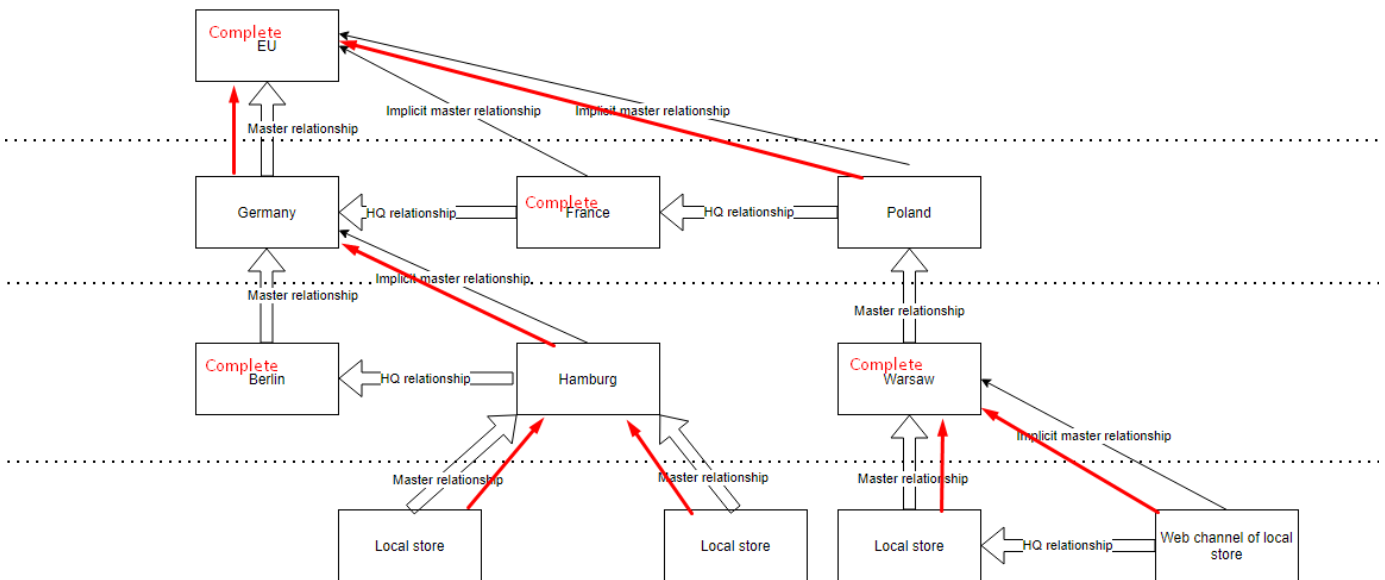 Complete
EU
Implicit master relationship
Implicit master relationship
Master relationship
Germany
HQ relationship
Complete
France
HQ relationship
Poland
Implicit master relationship
Master relationship
Master relationship
Complete
Berlin
HQ relationship
Hamburg
Complete
Warsaw
Implicit master relationship
Master relationship
Master relationship
Master relationship
Local store
Local store
Local store
HQ relationship
Web channel of local
store